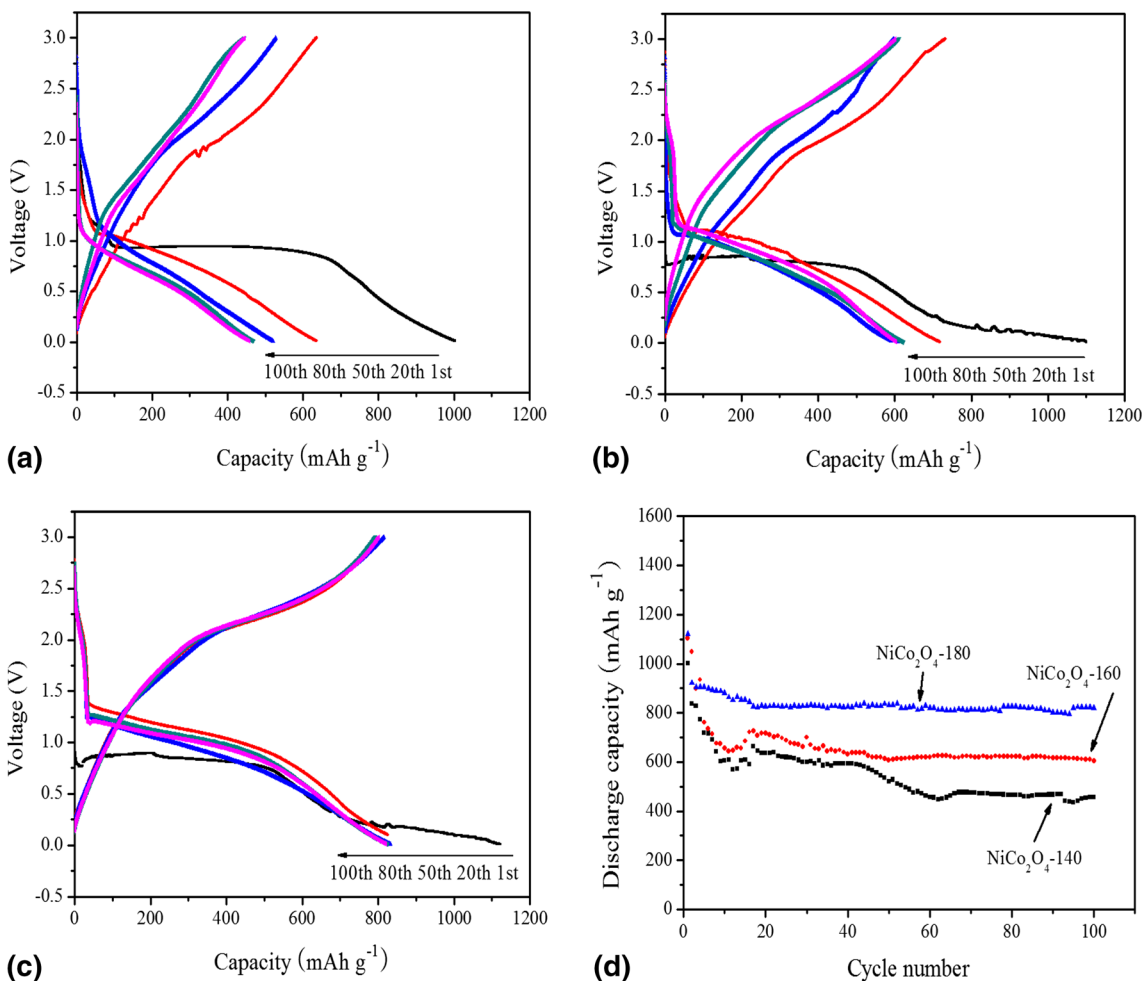 3.0
2.5
2.0
1.5
1.0
0.5
0.0
-0.5
Voltage (V)
100th 80th 50th 20th 1st
0 200 400 600 800 1000 1200
Capacity (mAh g⁻¹)
(a)
3.0
2.5
2.0
1.5
1.0
0.5
0.0
-0.5
Voltage (V)
100th 80th 50th 20th 1st
0 200 400 600 800 1000 1200
Capacity (mAh g⁻¹)
(b)
3.0
2.5
2.0
1.5
1.0
0.5
0.0
-0.5
Voltage (V)
100th 80th 50th 20th 1st
0 200 400 600 800 1000 1200
Capacity (mAh g⁻¹)
(c)
1600
1400
1200
1000
800
600
400
200
0
Discharge capacity (mAh g⁻¹)
NiCo₂O₄-180
NiCo₂O₄-160
NiCo₂O₄-140
0 20 40 60 80 100
Cycle number
(d)